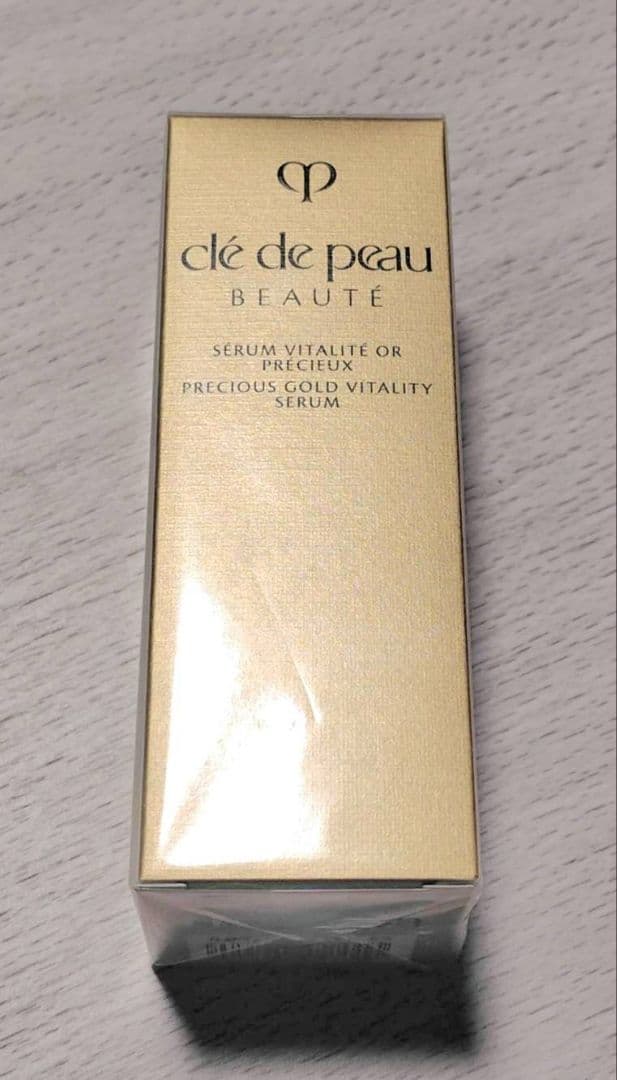 clé de peau
BEAUTÉ
SÉRUM VITALITÉ OR
PRÉCIEUX
PRECIOUS GOLD VITALITY
SERUM